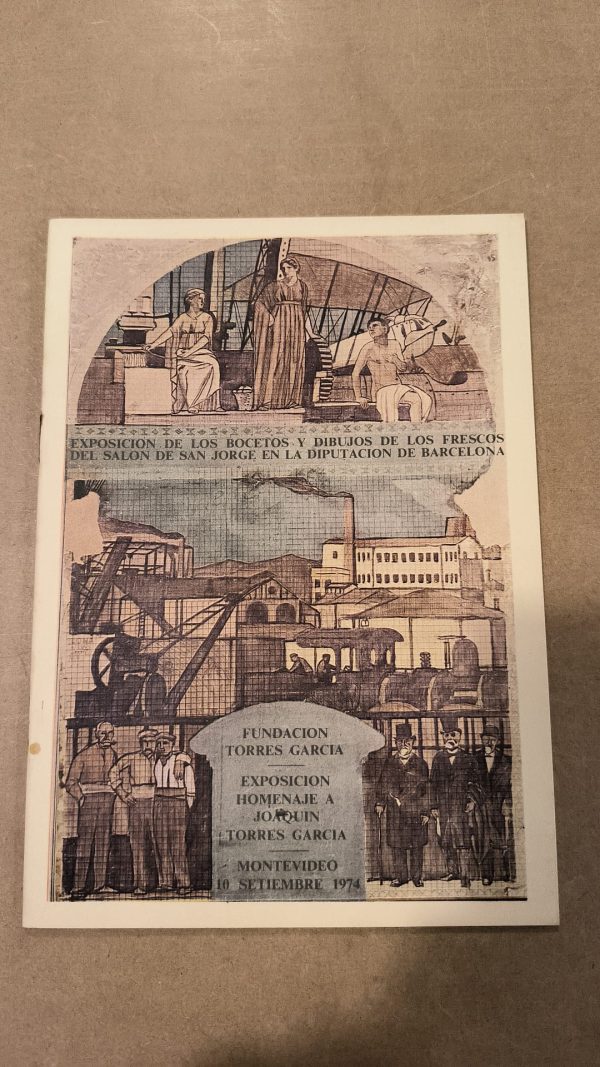 EXPOSICION DE LOS BOCETOS Y DIBUJOS DE LOS FRESCOS
DEL SALON DE SAN JORGE EN LA DIPUTACION DE BARCELONA
FUNDACION
TORRES GARCIA
EXPOSICION
HOMENAJE A
JOAQUIN
TORRES GARCIA
MONTEVIDEO
10 SETIEMBRE 1974